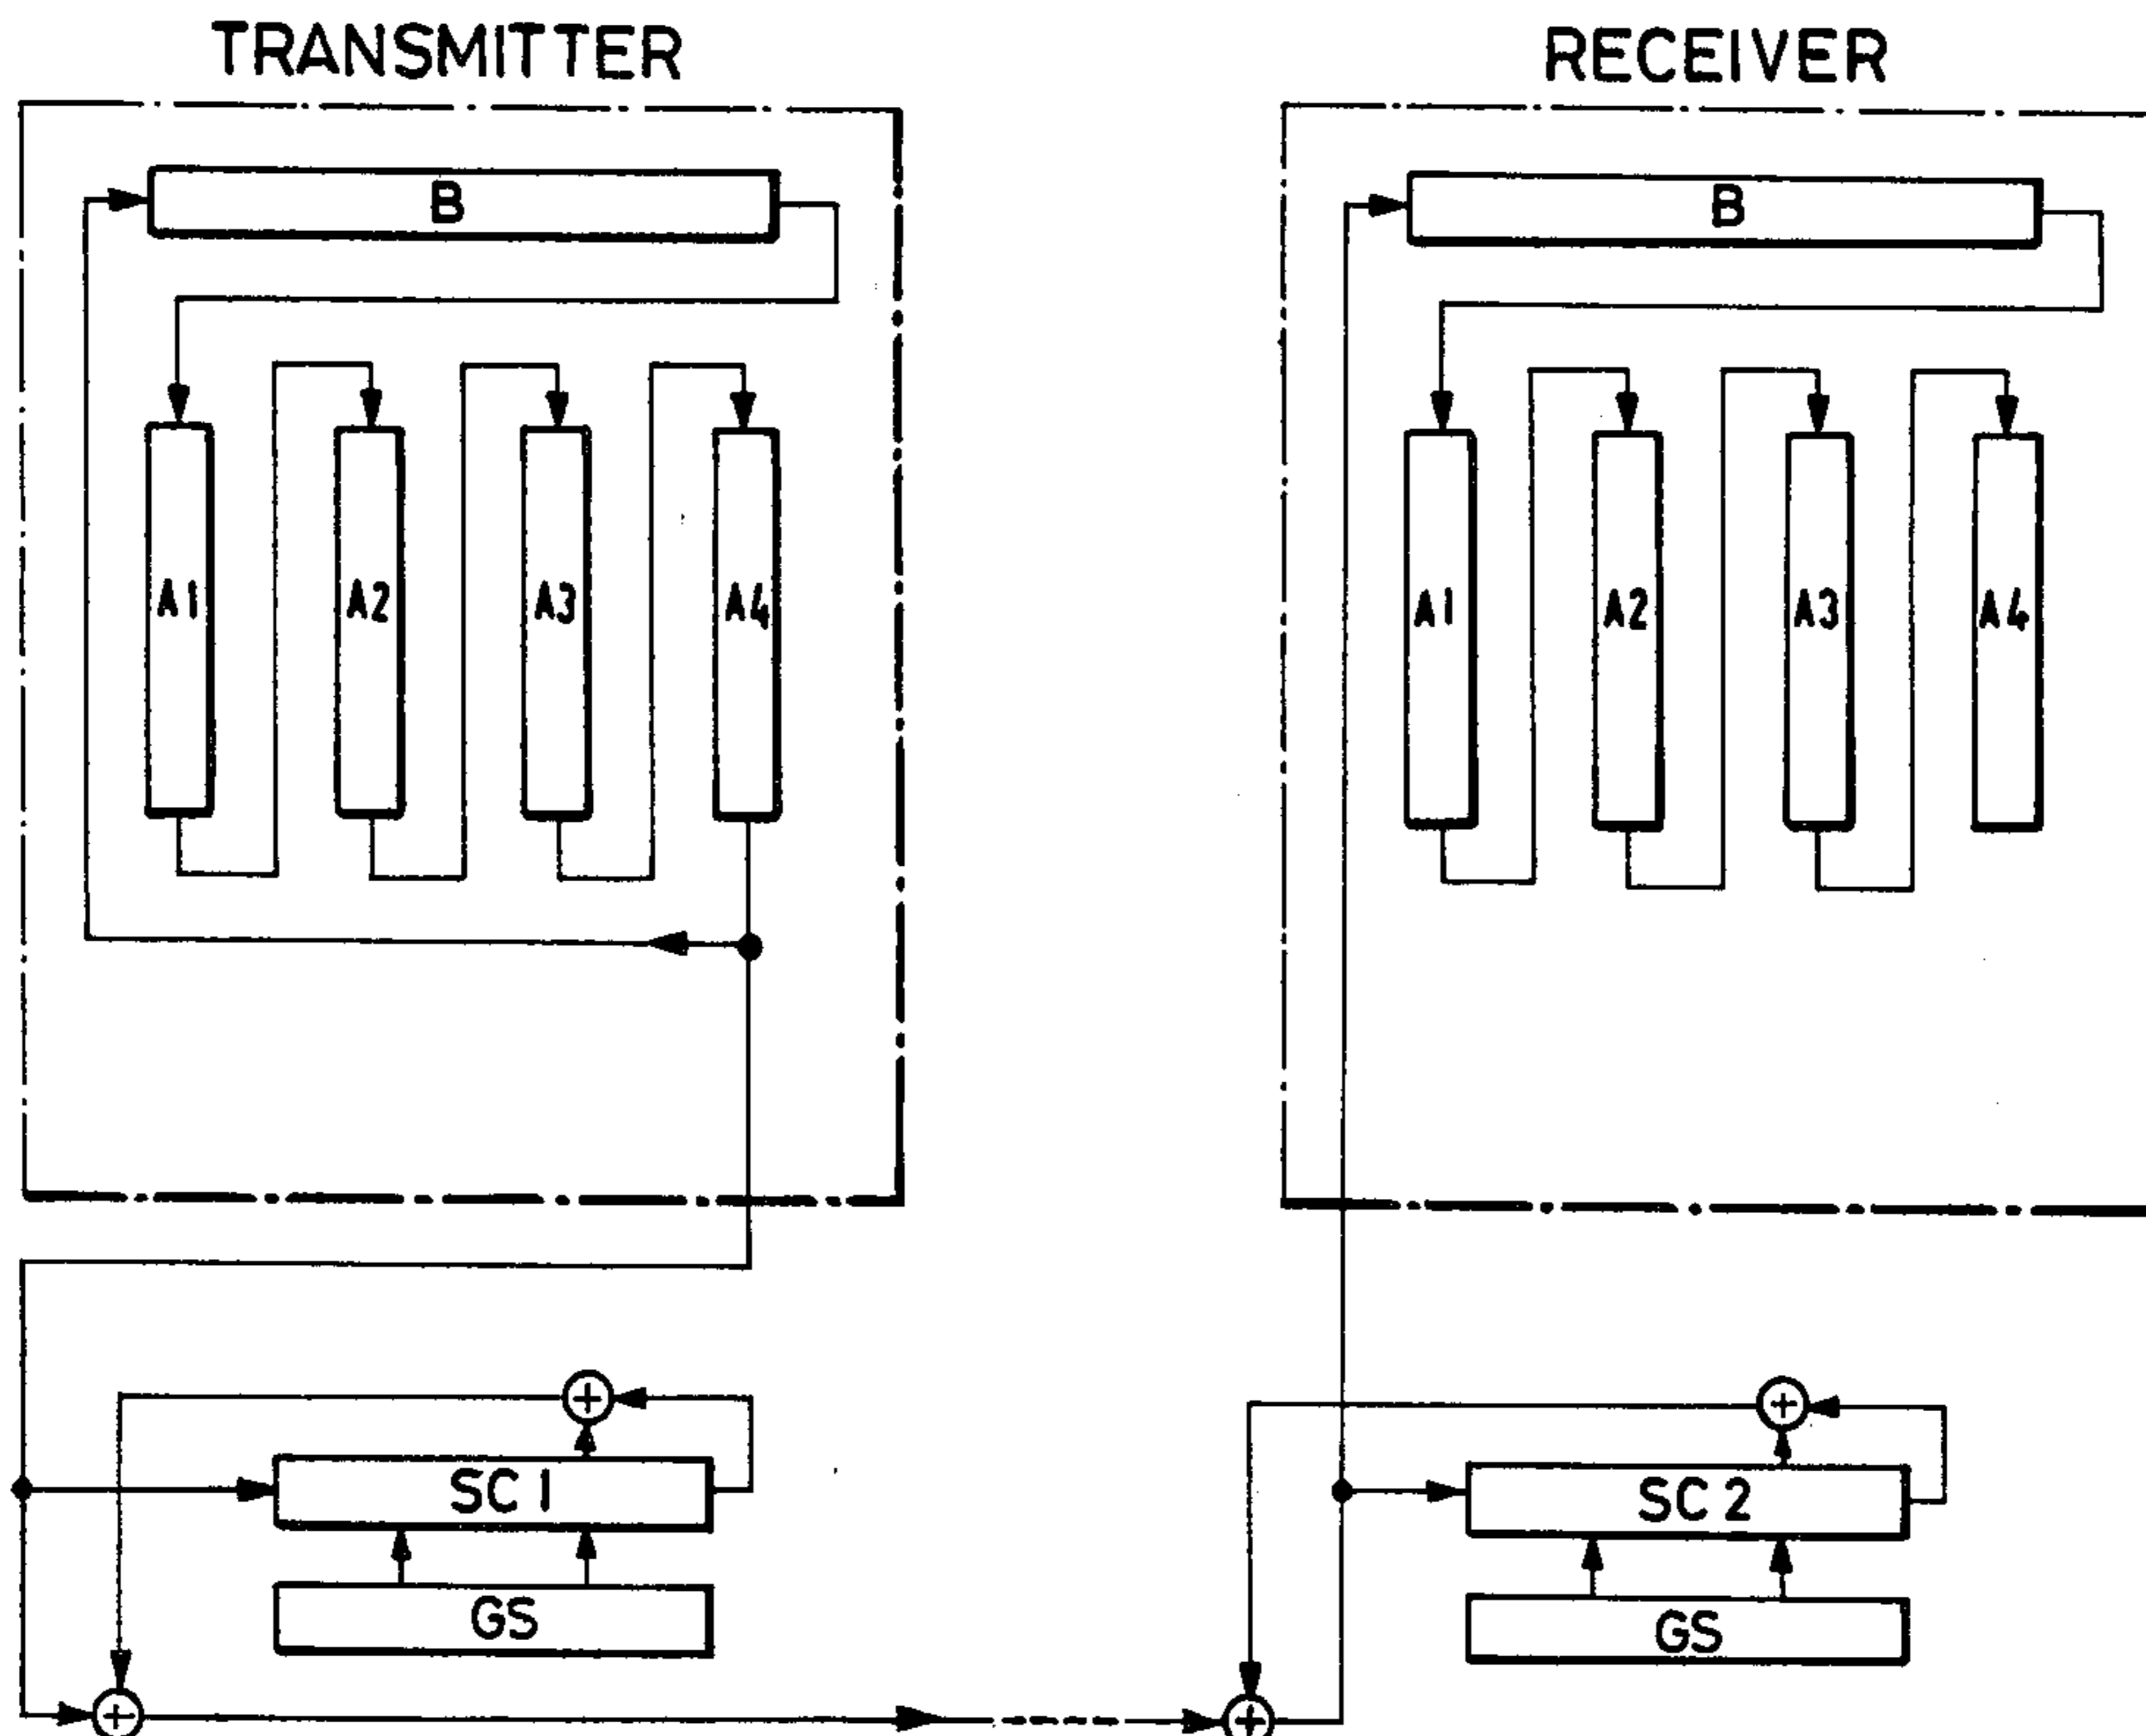 TRANSMITTER
RECEIVER
B
B
A1
A2
A3
A4
A1
A2
A3
A4
+
+
SC 1
SC 2
GS
GS
+
+